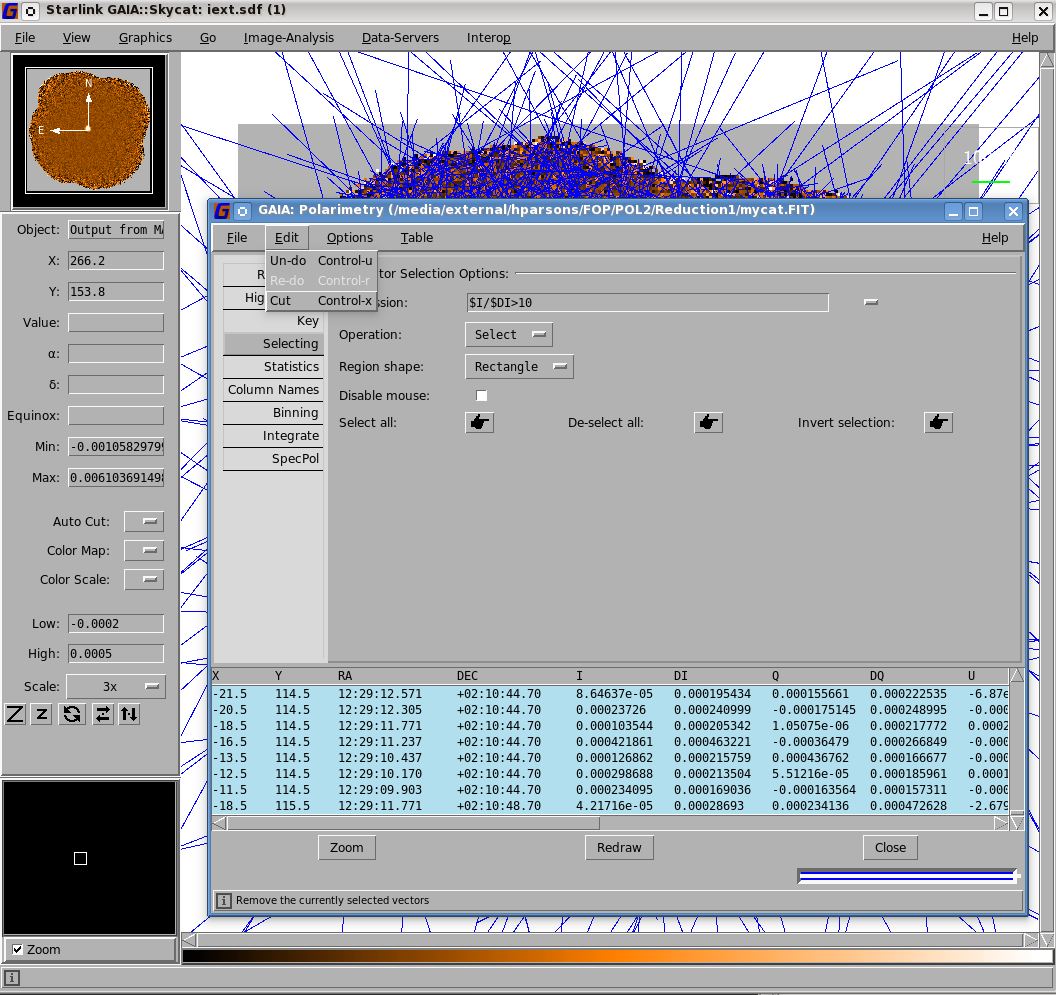 Starlink GAIA::Skycat: iext.sdf (1)
File View Graphics Go Image-Analysis Data-Servers Interop Help
N
E
Object: Output from
X: 266.2
Y: 153.8
Value:
α:
δ:
Equinox:
Min: -0.0010582979
Max: 0.0061036914
Auto Cut:
Color Map:
Color Scale:
Low: -0.0002
High: 0.0005
Scale: 3x
Z z
Zoom
GAIA: Polarimetry (/media/external/hparsons/FOP/POL2/Reduction1/mycat.FIT)
File Edit Options Table Help
Un-do Control-u
Re-do Control-r
Cut Control-x
R
Hig
Key
Selecting
Statistics
Column Names
Binning
Integrate
SpecPol
tor Selection Options:
ssion: $I/$DI>10
Operation: Select
Region shape: Rectangle
Disable mouse:
Select all: De-select all: Invert selection:
X Y RA DEC I DI Q DQ U
-21.5 114.5 12:29:12.571 +02:10:44.70 8.64637e-05 0.000195434 0.000155661 0.000222535 -6.87e
-20.5 114.5 12:29:12.305 +02:10:44.70 0.00023726 0.000240999 -0.000175145 0.000248995 -0.000
-18.5 114.5 12:29:11.771 +02:10:44.70 0.000103544 0.000205342 1.05075e-06 0.000217772 0.0002
-16.5 114.5 12:29:11.237 +02:10:44.70 0.000421861 0.000463221 -0.00036479 0.000266849 -0.000
-13.5 114.5 12:29:10.437 +02:10:44.70 0.000126862 0.000215759 0.000436762 0.000166677 -0.000
-12.5 114.5 12:29:10.170 +02:10:44.70 0.000298688 0.000213504 5.51216e-05 0.000185961 0.0001
-11.5 114.5 12:29:09.903 +02:10:44.70 0.000234095 0.000169036 -0.000163564 0.000157311 -0.000
-18.5 115.5 12:29:11.771 +02:10:48.70 4.21716e-05 0.00028693 0.000234136 0.000472628 -2.679
Zoom Redraw Close
Remove the currently selected vectors